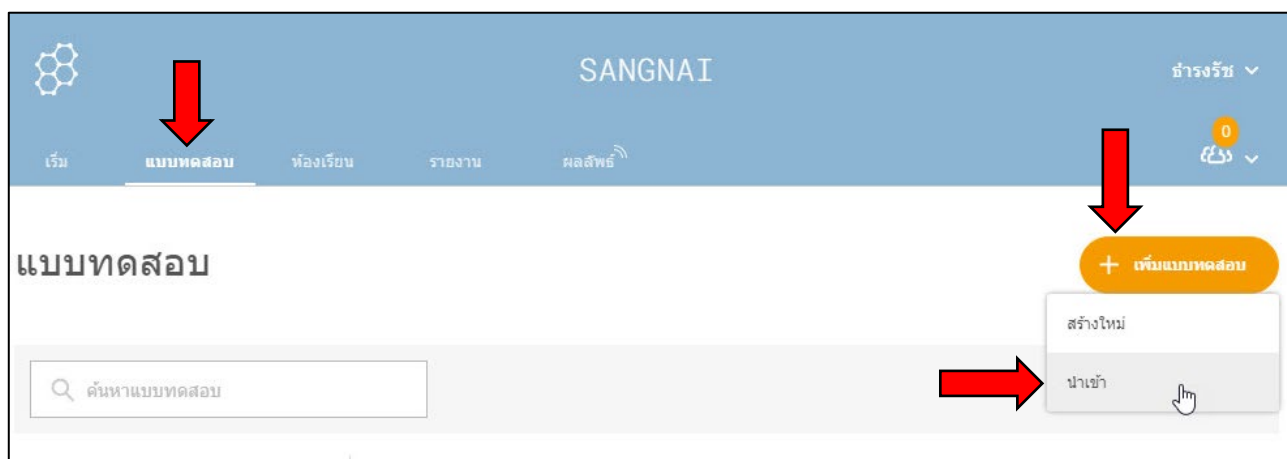 SANGNAI
ธำรงรัช
0
เริ่ม แบบทดสอบ ห้องเรียน รายงาน ผลลัพธ์
แบบทดสอบ
+ เพิ่มแบบทดสอบ
สร้างใหม่
ค้นหาแบบทดสอบ
นำเข้า